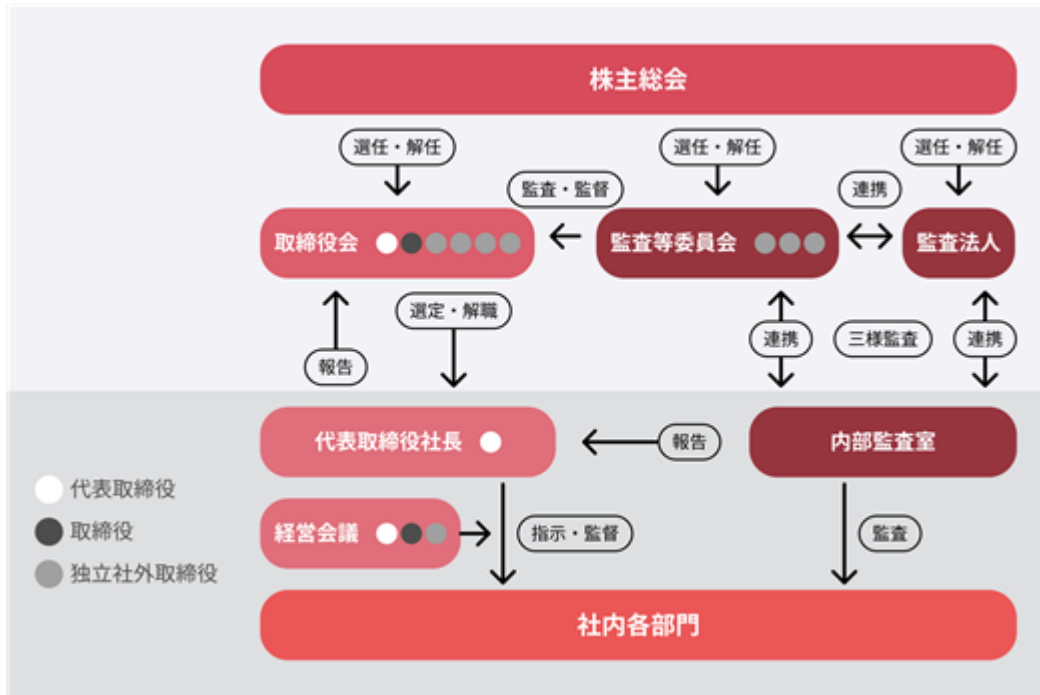 株主総会
選任・解任
選任・解任
選任・解任
監査・監督
連携
取締役会
監査等委員会
監査法人
選定・解職
報告
連携
三様監査
連携
代表取締役社長
報告
内部監査室
代表取締役
取締役
独立社外取締役
経営会議
指示・監督
監査
社内各部門